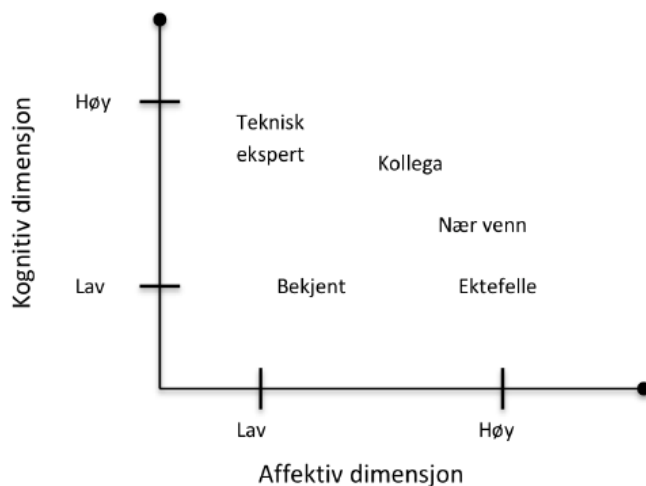 Kognitiv dimensjon
Høy
Teknisk
ekspert
Kollega
Nær venn
Lav
Bekjent
Ektefelle
Lav
Høy
Affektiv dimensjon